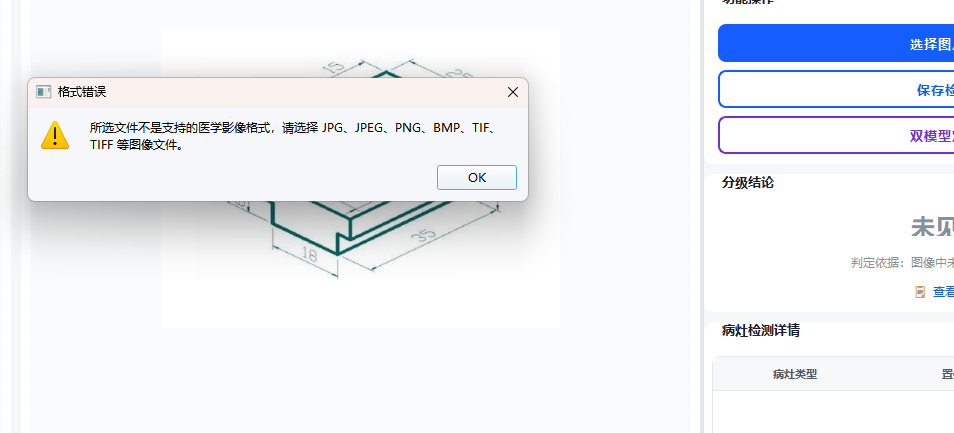 功能操作
选择图
保存检
双模型
分级结论
未见
判定依据：图像中未
查看
病灶检测详情
病灶类型
置
格式错误
所选文件不是支持的医学影像格式，请选择 JPG、JPEG、PNG、BMP、TIF、
TIFF 等图像文件。
OK
15
35
18